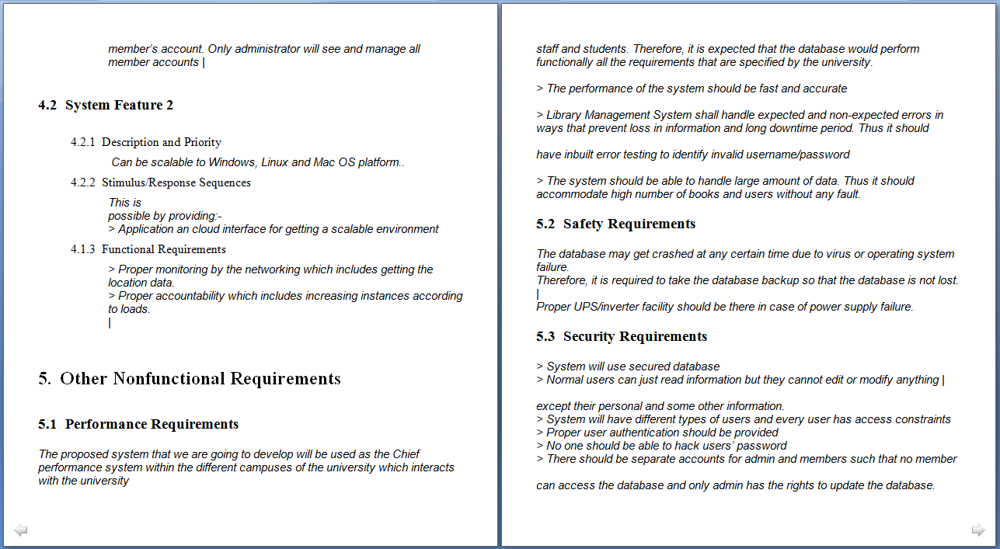 member's account. Only administrator will see and manage all
member accounts |
4.2 System Feature 2
4.2.1 Description and Priority
Can be scalable to Windows, Linux and Mac OS platform..
4.2.2 Stimulus/Response Sequences
This is
possible by providing:-
> Application an cloud interface for getting a scalable environment
4.1.3 Functional Requirements
> Proper monitoring by the networking which includes getting the
location data.
> Proper accountability which includes increasing instances according
to loads.
|
5. Other Nonfunctional Requirements
5.1 Performance Requirements
The proposed system that we are going to develop will be used as the Chief
performance system within the different campuses of the university which interacts
with the university
staff and students. Therefore, it is expected that the database would perform
functionally all the requirements that are specified by the university.
> The performance of the system should be fast and accurate
> Library Management System shall handle expected and non-expected errors in
ways that prevent loss in information and long downtime period. Thus it should
have inbuilt error testing to identify invalid username/password
> The system should be able to handle large amount of data. Thus it should
accommodate high number of books and users without any fault.
5.2 Safety Requirements
The database may get crashed at any certain time due to virus or operating system
failure.
Therefore, it is required to take the database backup so that the database is not lost.
|
Proper UPS/inverter facility should be there in case of power supply failure.
5.3 Security Requirements
> System will use secured database
> Normal users can just read information but they cannot edit or modify anything |
except their personal and some other information.
> System will have different types of users and every user has access constraints
> Proper user authentication should be provided
> No one should be able to hack users' password
> There should be separate accounts for admin and members such that no member
can access the database and only admin has the rights to update the database.